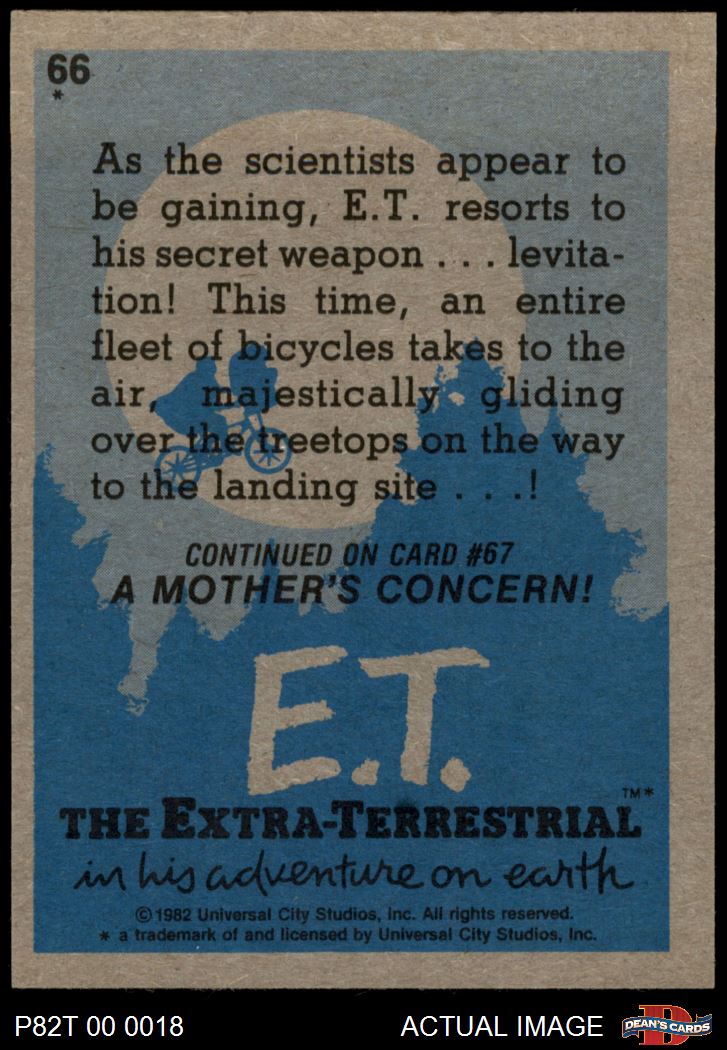 66
*
As the scientists appear to
be gaining, E.T. resorts to
his secret weapon . . . levita-
tion! This time, an entire
fleet of bicycles takes to the
air, majestically gliding
over the treetops on the way
to the landing site . . .!
CONTINUED ON CARD #67
A MOTHER'S CONCERN!
E.T.
THE EXTRA-TERRESTRIAL™*
in his adventure on earth
©1982 Universal City Studios, Inc. All rights reserved.
* a trademark of and licensed by Universal City Studios, Inc.
P82T 00 0018 ACTUAL IMAGE D DEAN'S CARDS